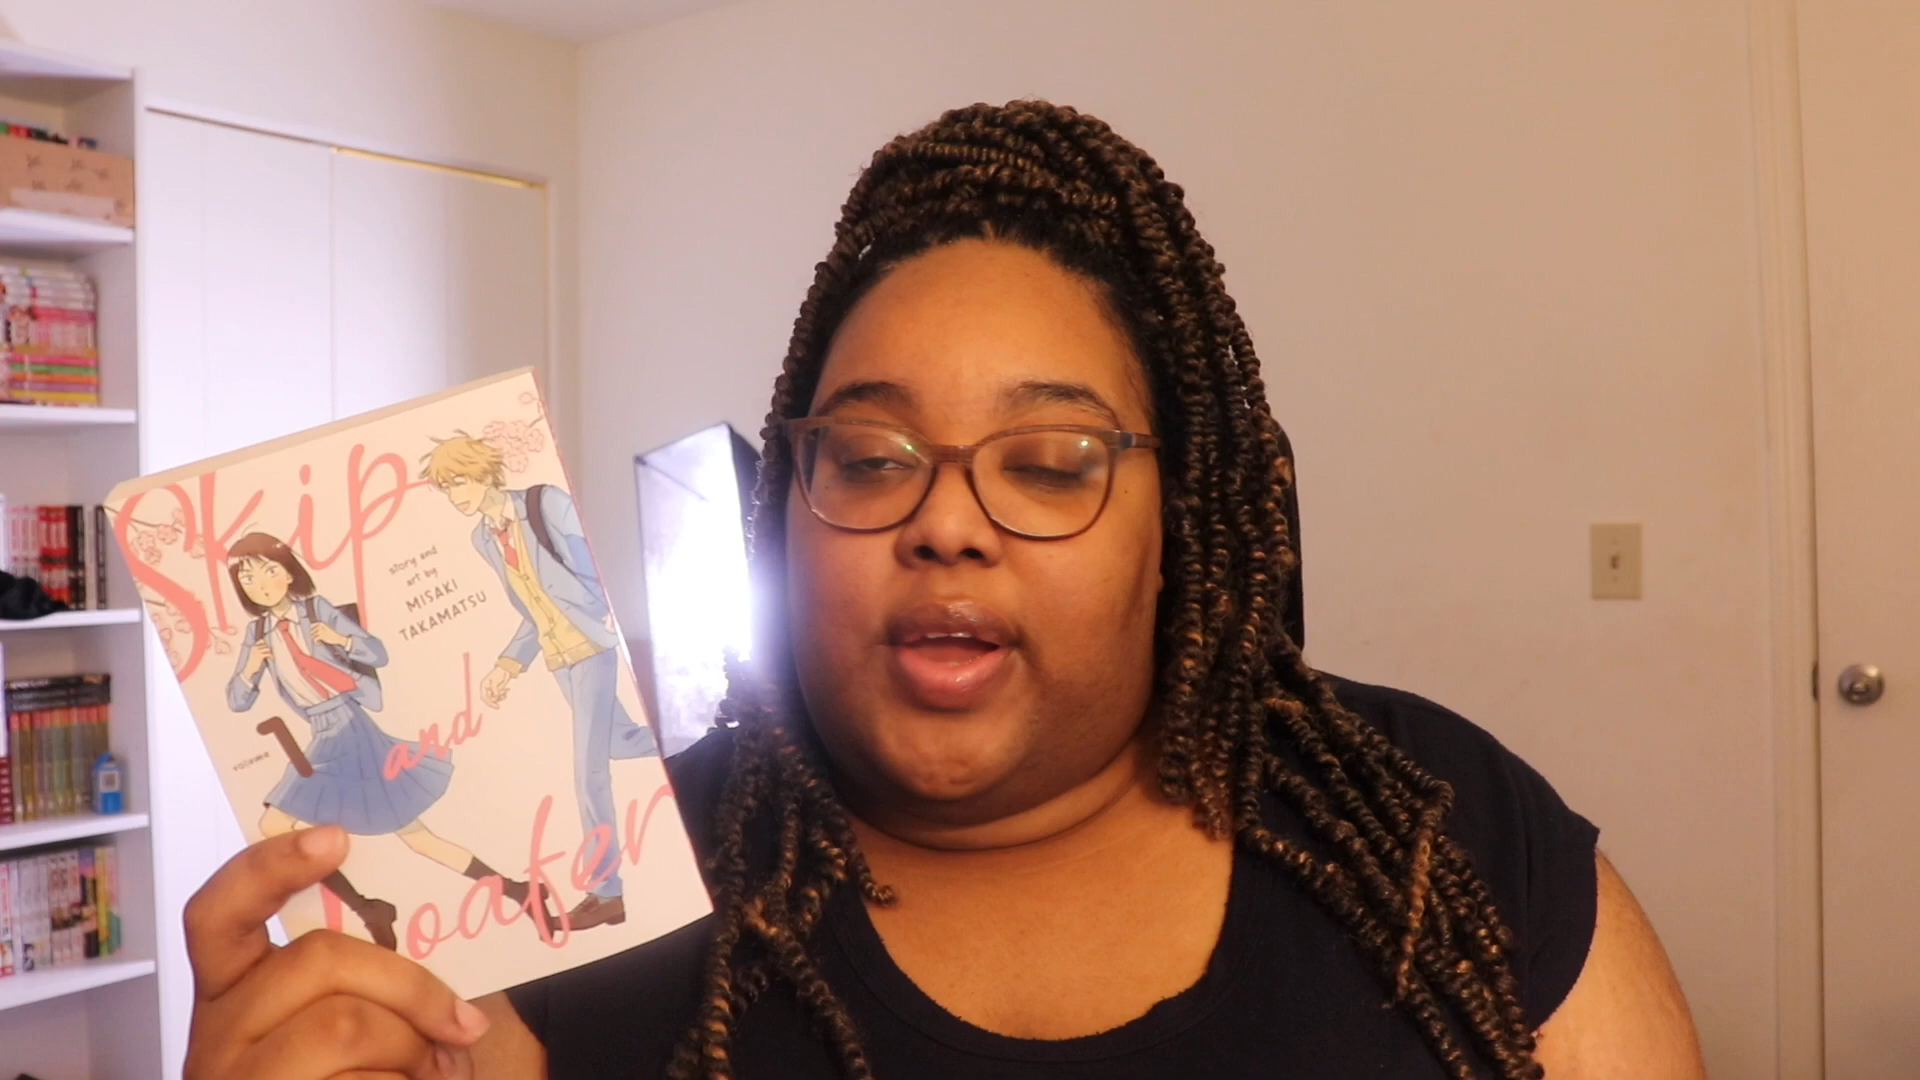 Skip
story and
art by
MISAKI
TAKAMATSU
and
volume 1
Loafer